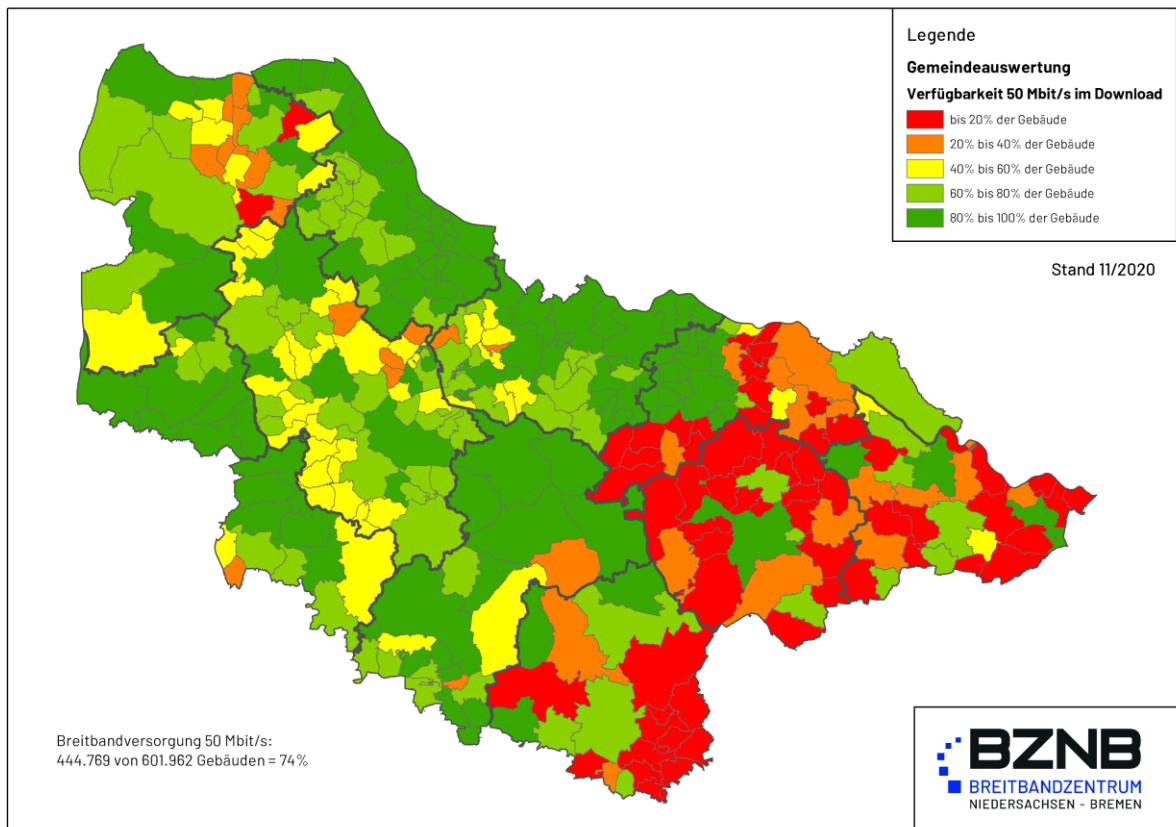 Legende
Gemeindeauswertung
Verfügbarkeit 50 Mbit/s im Download
bis 20% der Gebäude
20% bis 40% der Gebäude
40% bis 60% der Gebäude
60% bis 80% der Gebäude
80% bis 100% der Gebäude
Stand 11/2020
Breitbandversorgung 50 Mbit/s:
444.769 von 601.962 Gebäuden = 74%
BZNB
BREITBANDZENTRUM
NIEDERSACHSEN - BREMEN